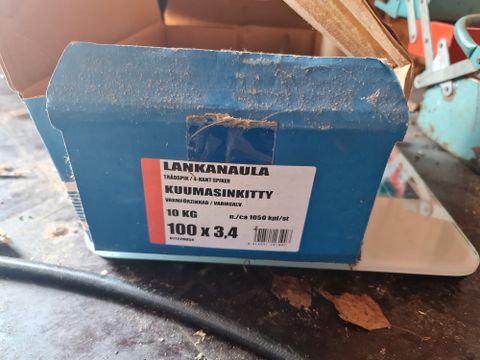 LANKANAULA
TRÅDSPIK / 4-KANT SPIKER
KUUMASINKITTY
VARMFÖRZINKAD / VARMGALV.
10 KG n./ca 1050 kpl/st
100 x 3,4